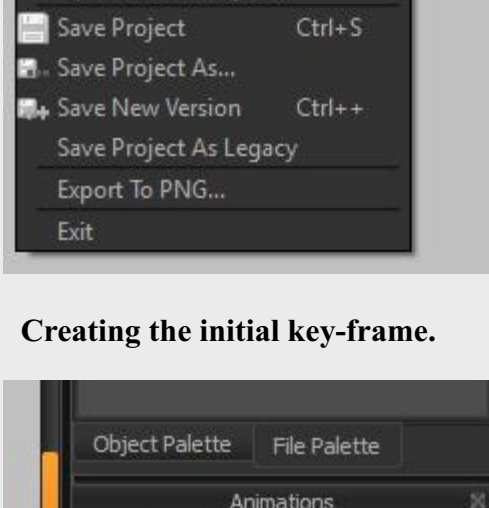 Save Project Ctrl+S
Save Project As...
Save New Version Ctrl++
Save Project As Legacy
Export To PNG...
Exit
Creating the initial key-frame.
Object Palette File Palette
Animations